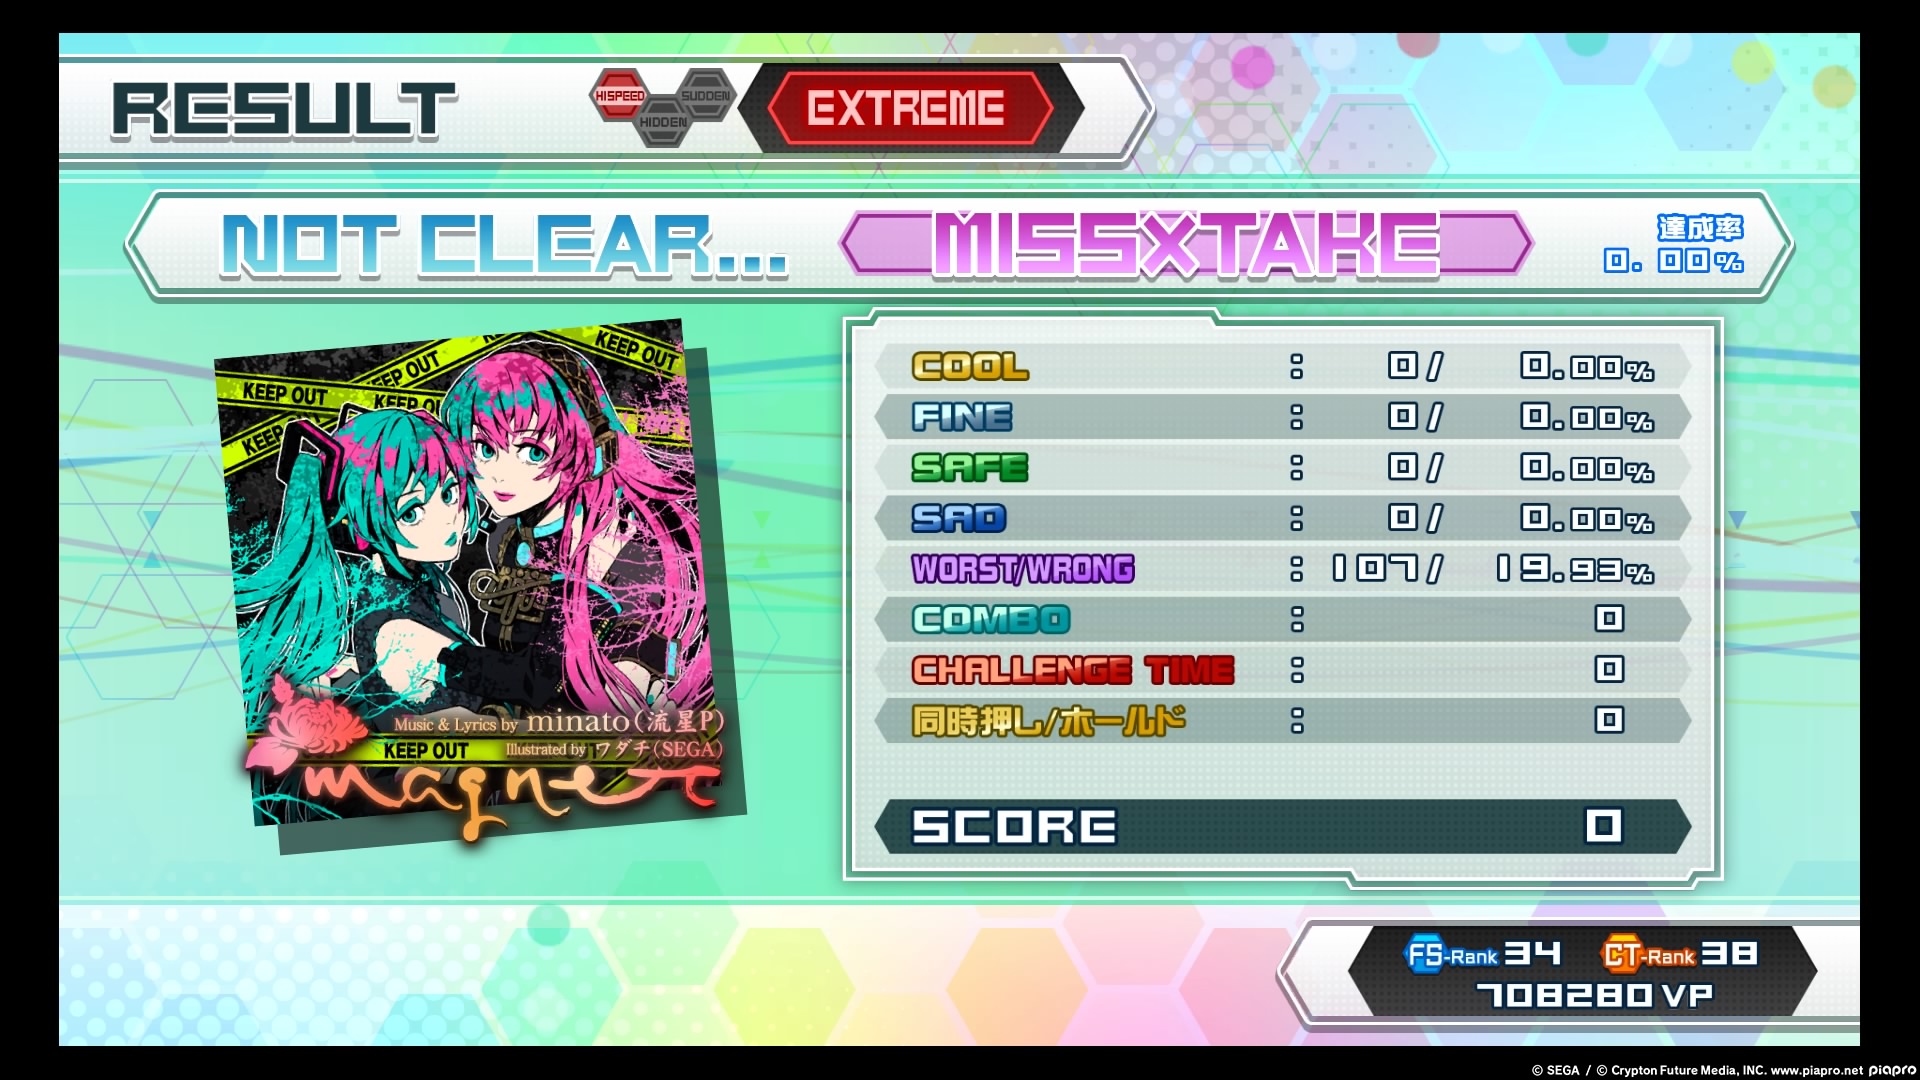 RESULT
HISPEED
SUDDEN
HIDDEN
EXTREME
NOT CLEAR...
MISSXTAKE
達成率
0.00%
KEEP OUT
KEEP OUT
KEEP OUT
KEEP
Music & Lyrics by minato(流星P)
KEEP OUT
Illustrated by ワダチ(SEGA)
magnet
COOL : 0/ 0.00%
FINE : 0/ 0.00%
SAFE : 0/ 0.00%
SAD : 0/ 0.00%
WORST/WRONG : 107/ 19.93%
COMBO : 0
CHALLENGE TIME : 0
同時押し/ホールド : 0
SCORE 0
FS-Rank 34 CT-Rank 38
708280 VP
© SEGA / © Crypton Future Media, INC. www.piapro.net piapro